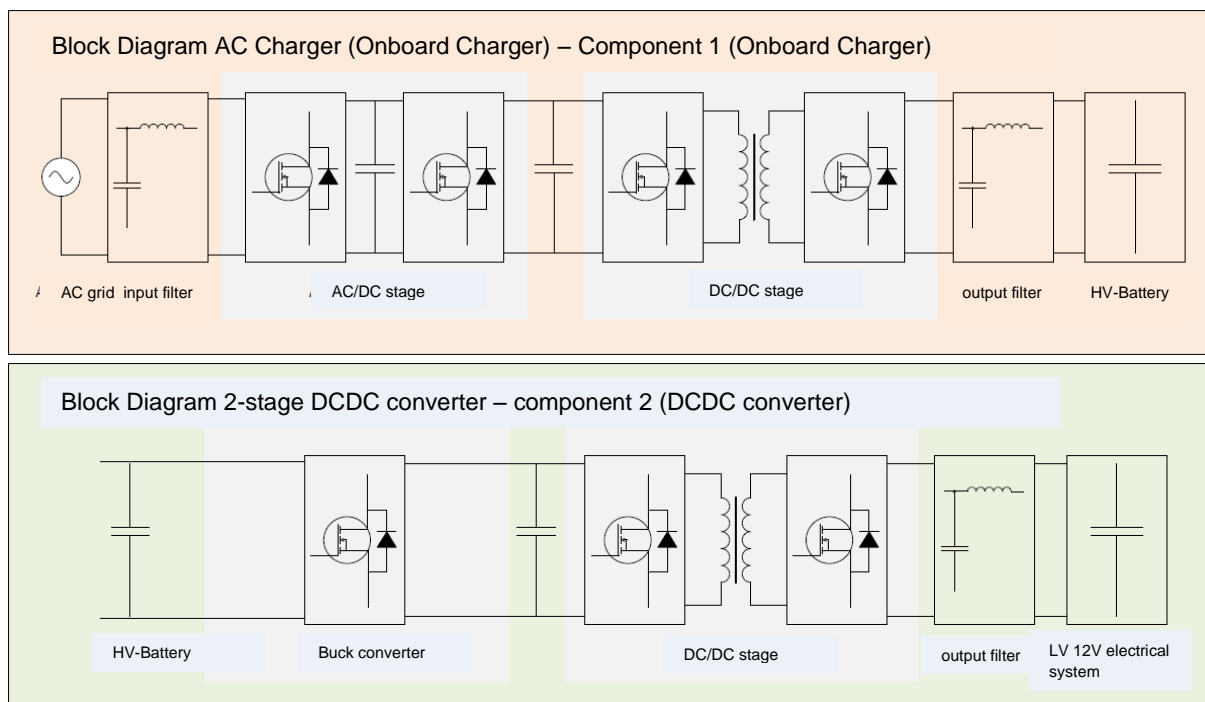 Block Diagram AC Charger (Onboard Charger) – Component 1 (Onboard Charger)
AC grid input filter
AC/DC stage
DC/DC stage
output filter
HV-Battery
Block Diagram 2-stage DCDC converter – component 2 (DCDC converter)
HV-Battery
Buck converter
DC/DC stage
output filter
LV 12V electrical
system